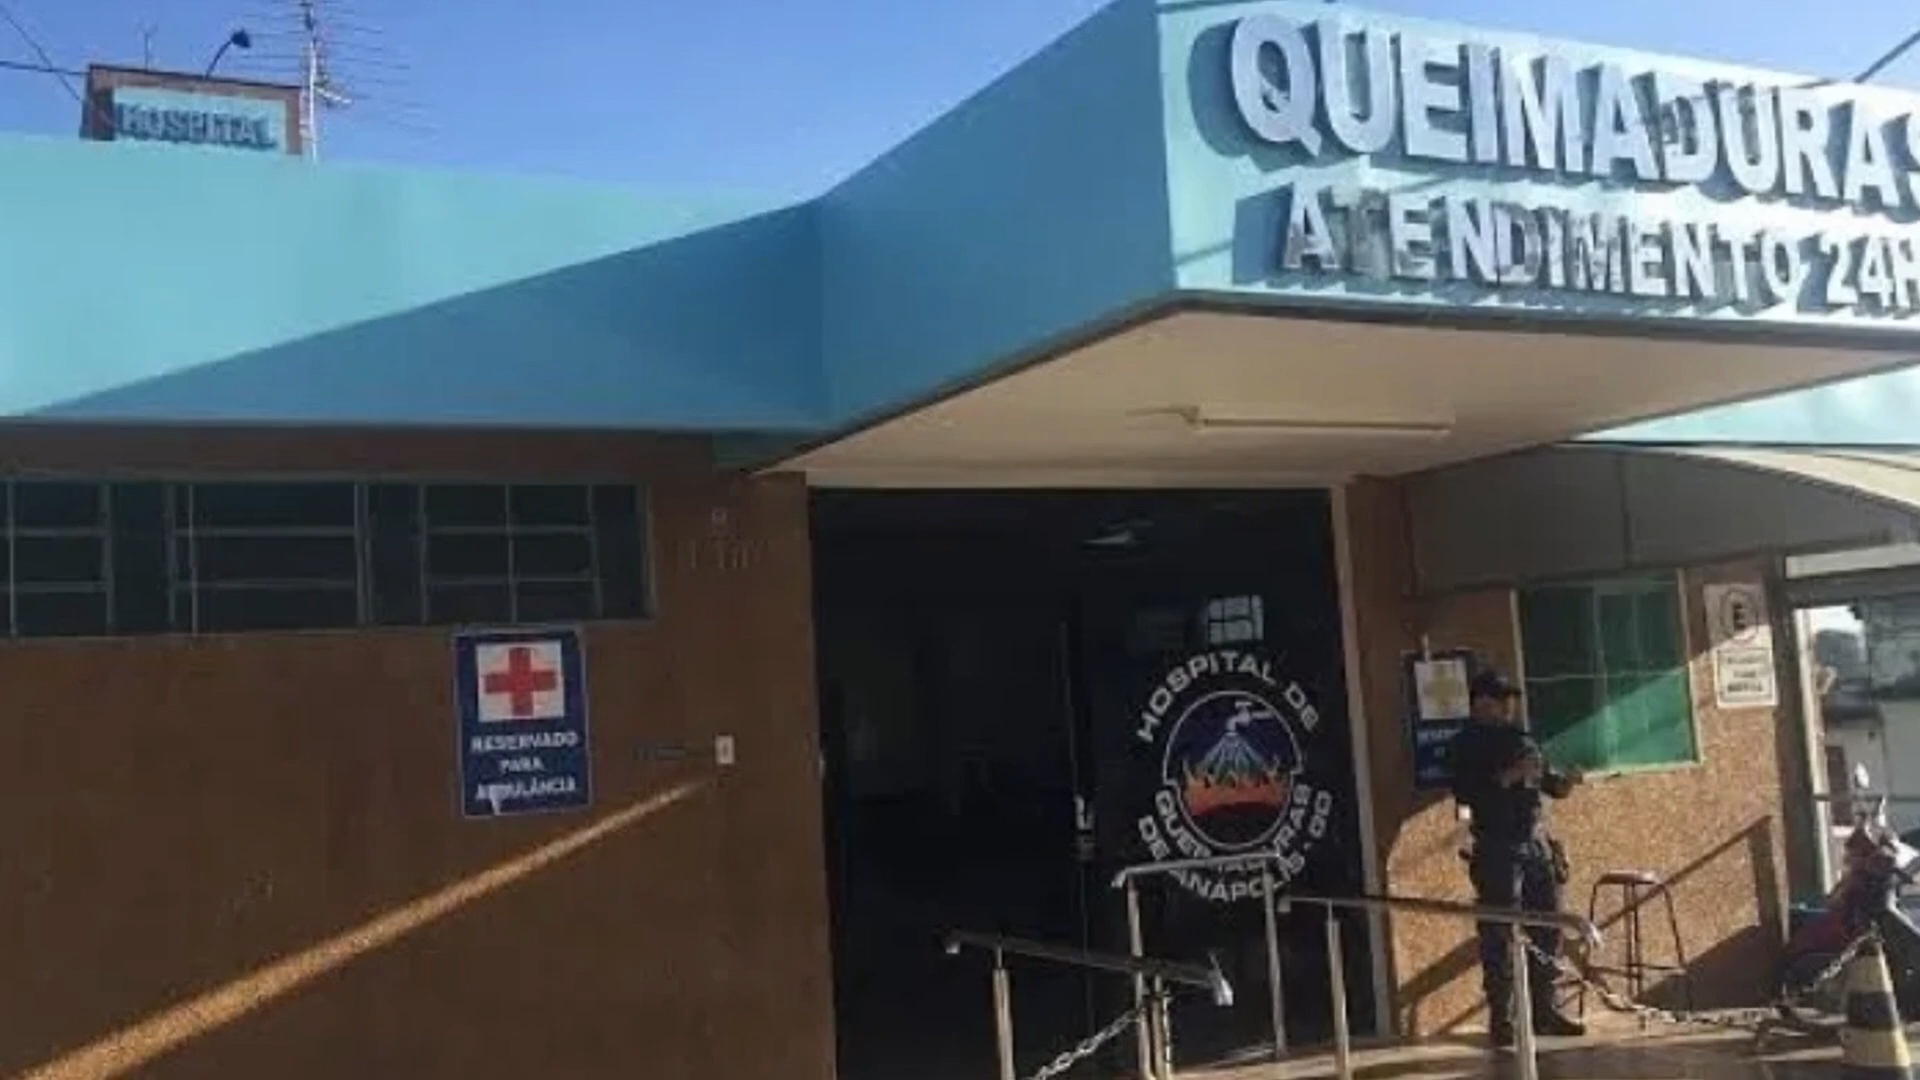 HOSPITAL
QUEIMADURAS
ATENDIMENTO 24H
RESERVADO
PARA
AMBULÂNCIA
HOSPITAL DE
QUEIMADURAS
DE ANÁPOLIS - GO
E